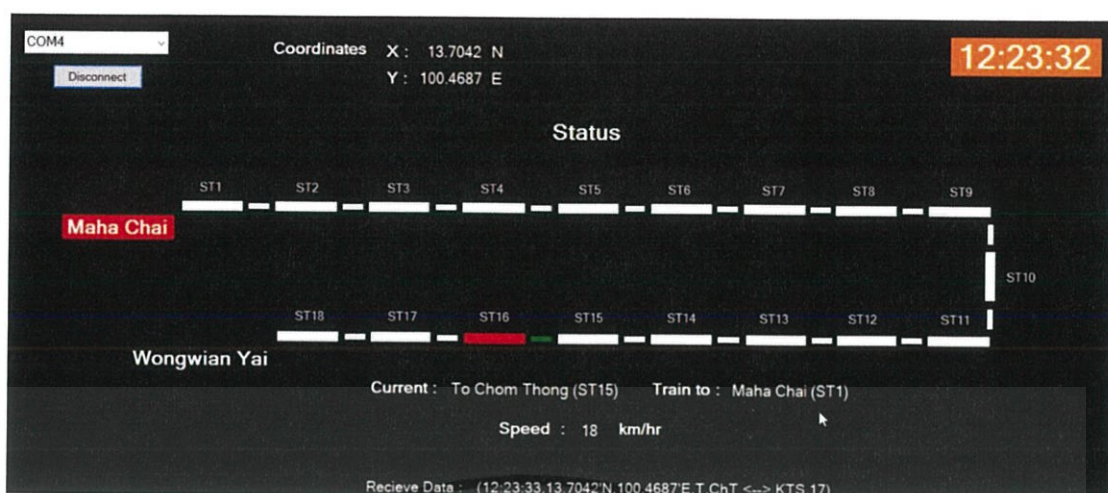 COM4
Disconnect
Coordinates X : 13.7042 N
Y : 100.4687 E
12:23:32
Status
ST1 ST2 ST3 ST4 ST5 ST6 ST7 ST8 ST9
Maha Chai
ST10
ST18 ST17 ST16 ST15 ST14 ST13 ST12 ST11
Wongwian Yai
Current : To Chom Thong (ST15) Train to : Maha Chai (ST1)
Speed : 18 km/hr
Recieve Data : (12:23:33,13.7042'N,100.4687'E,T,ChT <--> KTS,17)